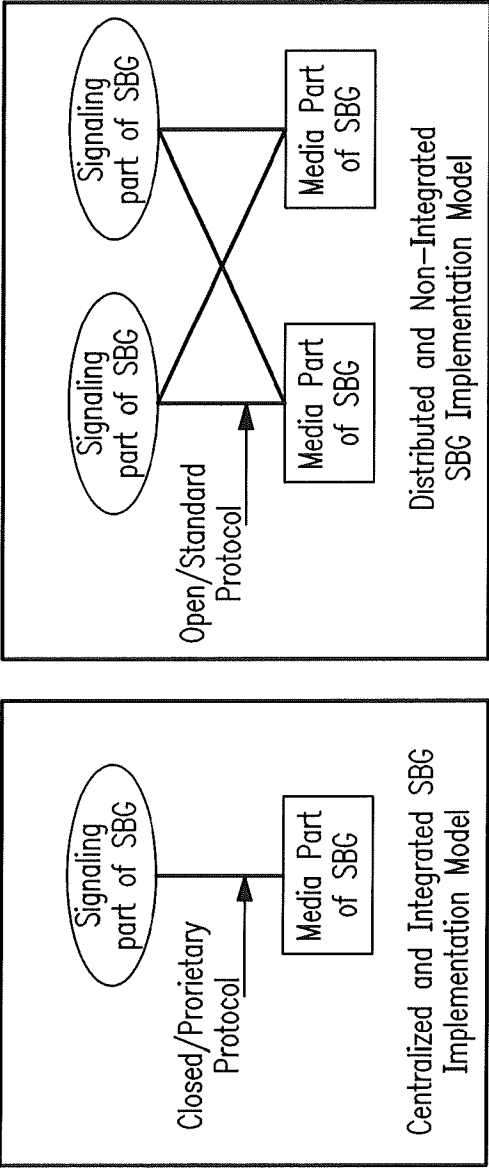 Signaling
part of SBG
Closed/Prorietary
Protocol
Media Part
of SBG
Centralized and Integrated SBG
Implementation Model
Signaling
part of SBG
Signaling
part of SBG
Open/Standard
Protocol
Media Part
of SBG
Media Part
of SBG
Distributed and Non-Integrated
SBG Implementation Model